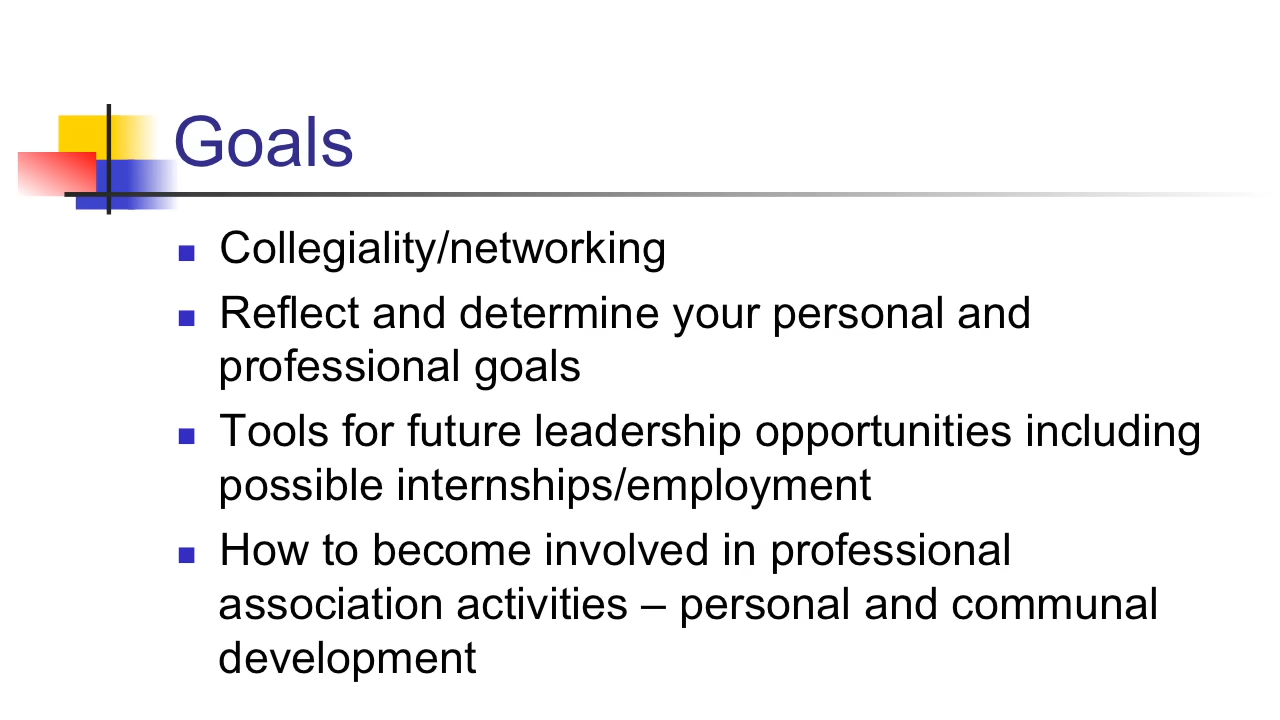 Goals
Collegiality/networking
Reflect and determine your personal and
professional goals
Tools for future leadership opportunities including
possible internships/employment
How to become involved in professional
association activities – personal and communal
development